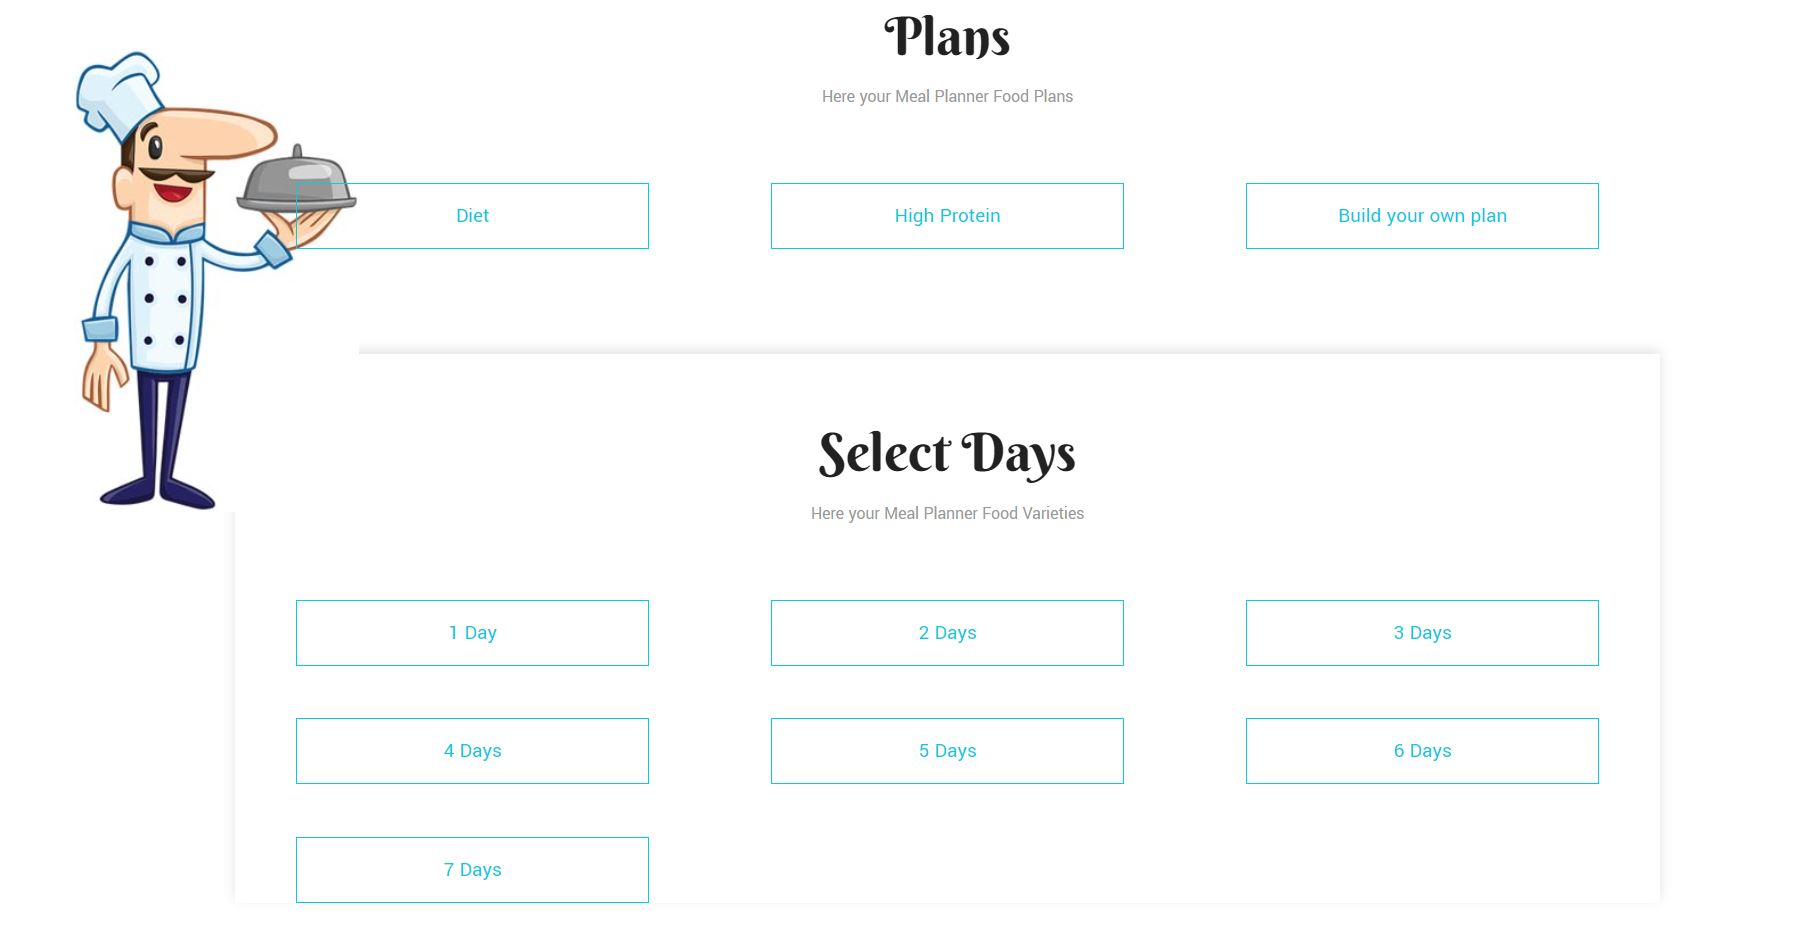 Plans
Here your Meal Planner Food Plans
Diet
High Protein
Build your own plan
Select Days
Here your Meal Planner Food Varieties
1 Day
2 Days
3 Days
4 Days
5 Days
6 Days
7 Days